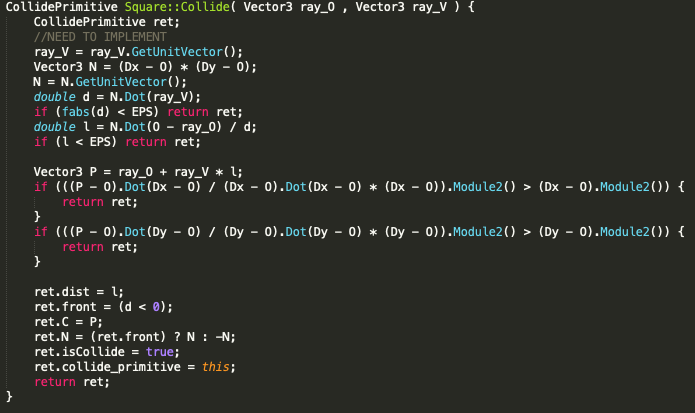 CollidePrimitive Square::Collide( Vector3 ray_O , Vector3 ray_V ) {
    CollidePrimitive ret;
    //NEED TO IMPLEMENT
    ray_V = ray_V.GetUnitVector();
    Vector3 N = (Dx - O) * (Dy - O);
    N = N.GetUnitVector();
    double d = N.Dot(ray_V);
    if (fabs(d) < EPS) return ret;
    double l = N.Dot(O - ray_O) / d;
    if (l < EPS) return ret;

    Vector3 P = ray_O + ray_V * l;
    if (((P - O).Dot(Dx - O) / (Dx - O).Dot(Dx - O) * (Dx - O)).Module2() > (Dx - O).Module2()) {
        return ret;
    }
    if (((P - O).Dot(Dy - O) / (Dy - O).Dot(Dy - O) * (Dy - O)).Module2() > (Dy - O).Module2()) {
        return ret;
    }

    ret.dist = l;
    ret.front = (d < 0);
    ret.C = P;
    ret.N = (ret.front) ? N : -N;
    ret.isCollide = true;
    ret.collide_primitive = this;
    return ret;
}